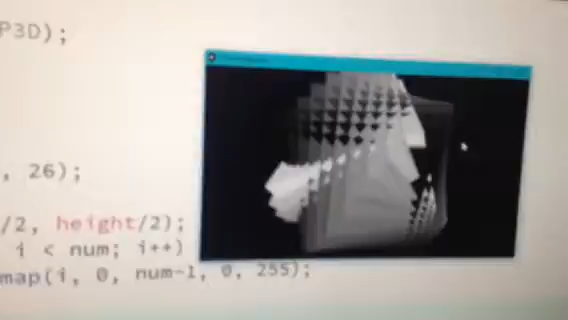 P3D);
, 26);
/2, height/2);
i < num; i++)
map(i, 0, num-1, 0, 255);